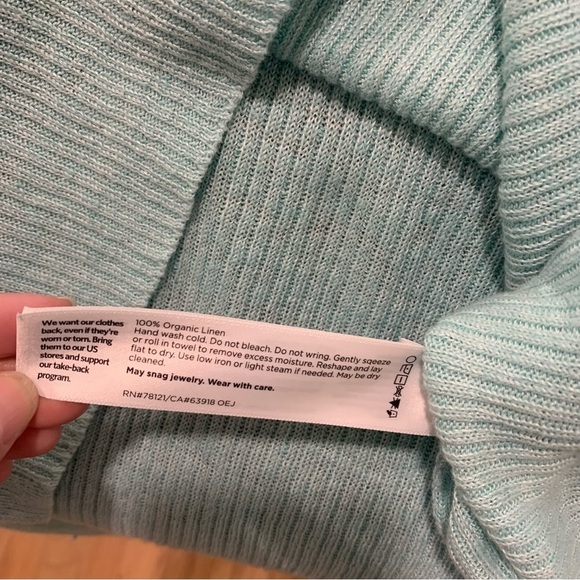 We want our clothes
back, even if they're
worn or torn. Bring
them to our US
stores and support
our take-back
program.
100% Organic Linen
Hand wash cold. Do not bleach. Do not wring. Gently sqeeze
or roll in towel to remove excess moisture. Reshape and lay
flat to dry. Use low iron or light steam if needed. May be dry
cleaned.
May snag jewelry. Wear with care.
RN#78121/CA#63918 OEJ